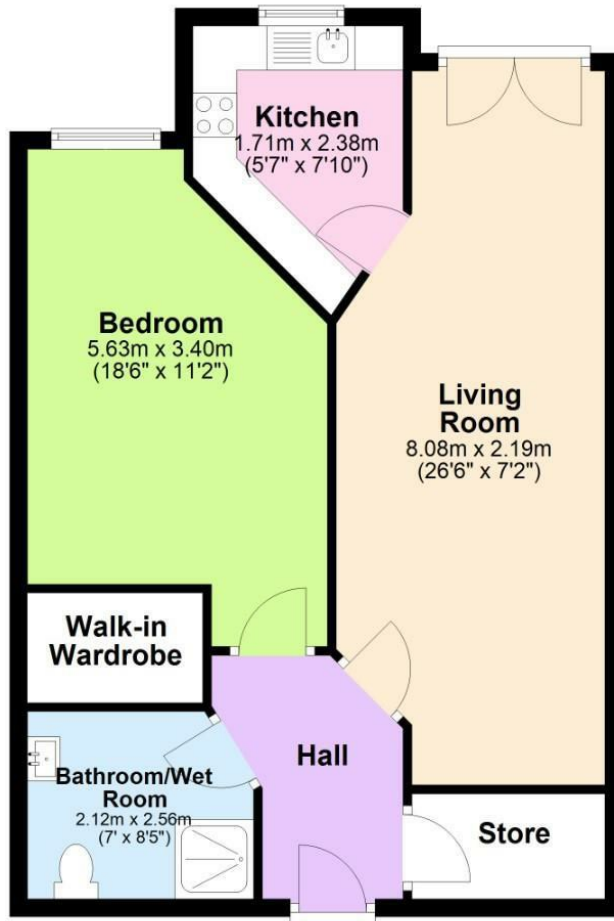 Kitchen
1.71m x 2.38m
(5'7" x 7'10")
Bedroom
5.63m x 3.40m
(18'6" x 11'2")
Living
Room
8.08m x 2.19m
(26'6" x 7'2")
Walk-in
Wardrobe
Hall
Bathroom/Wet
Room
2.12m x 2.56m
(7' x 8'5")
Store